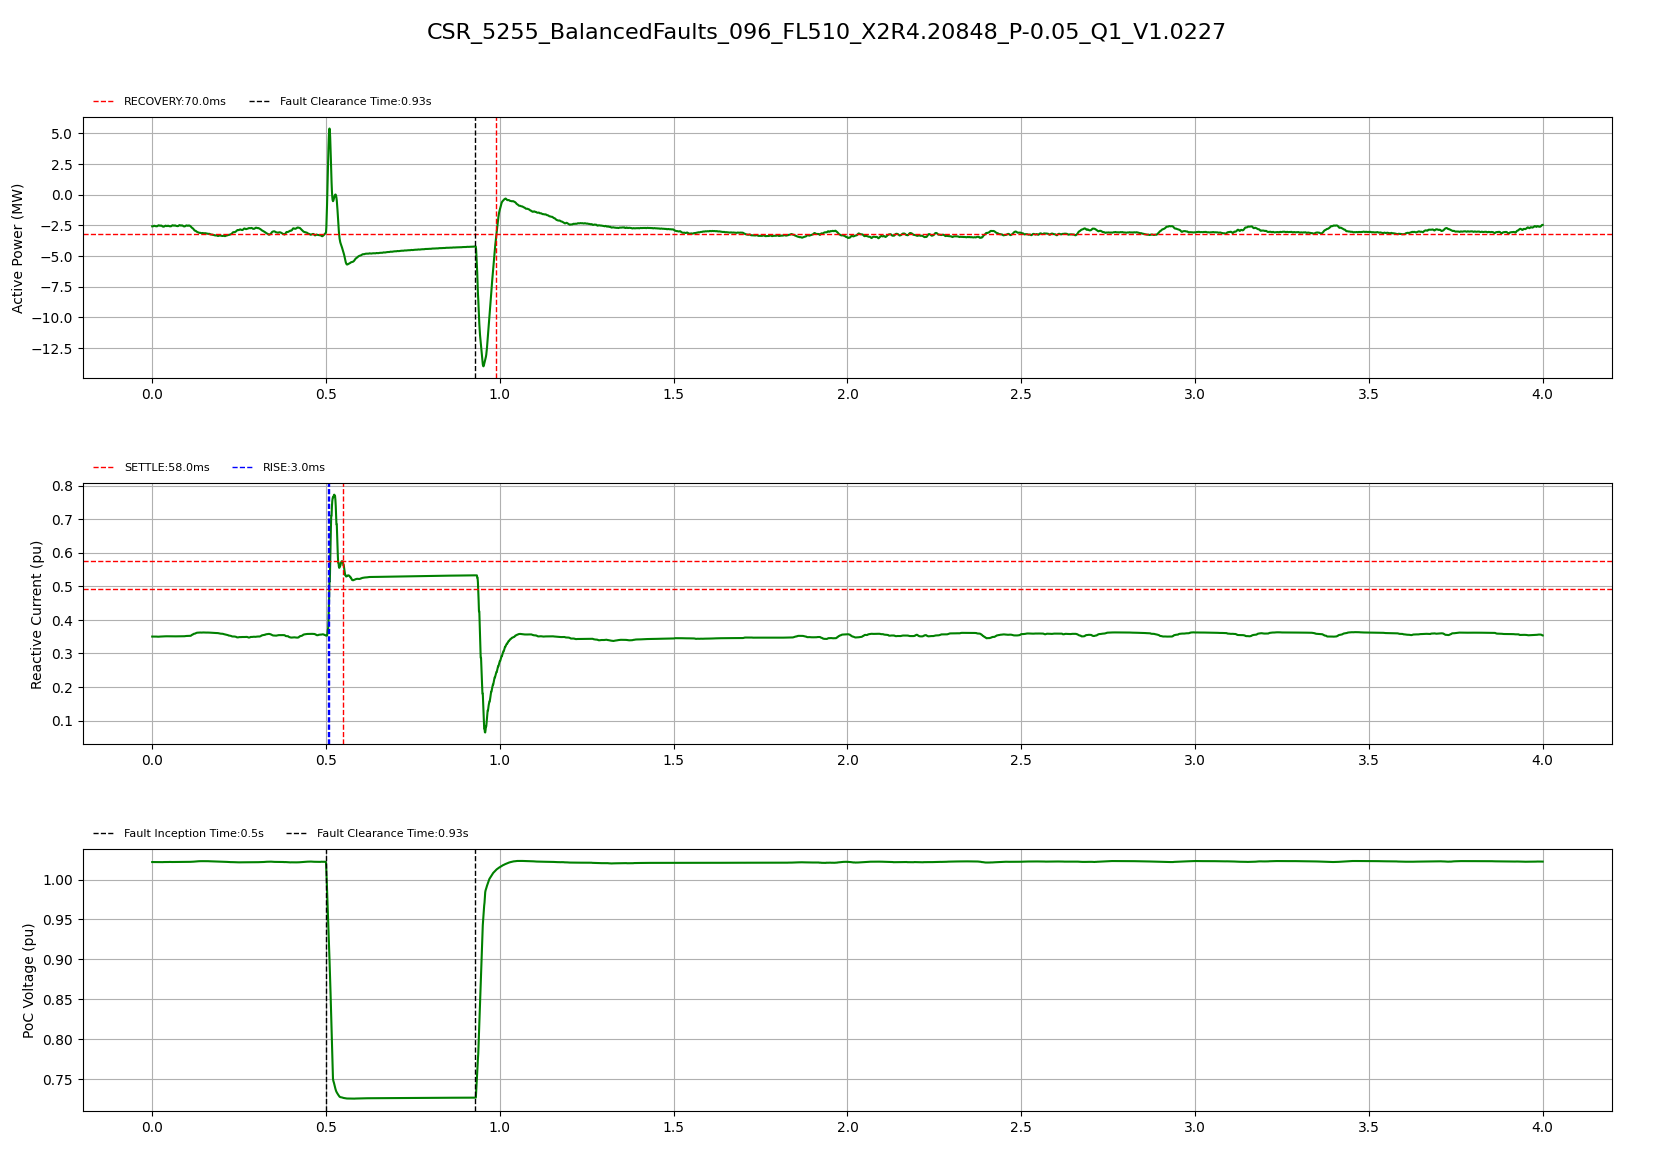 CSR_5255_BalancedFaults_096_FL510_X2R4.20848_P-0.05_Q1_V1.0227
RECOVERY:70.0ms Fault Clearance Time:0.93s
Active Power (MW)
5.0
2.5
0.0
−2.5
−5.0
−7.5
−10.0
−12.5
0.0 0.5 1.0 1.5 2.0 2.5 3.0 3.5 4.0
SETTLE:58.0ms RISE:3.0ms
Reactive Current (pu)
0.8
0.7
0.6
0.5
0.4
0.3
0.2
0.1
0.0 0.5 1.0 1.5 2.0 2.5 3.0 3.5 4.0
Fault Inception Time:0.5s Fault Clearance Time:0.93s
PoC Voltage (pu)
1.00
0.95
0.90
0.85
0.80
0.75
0.0 0.5 1.0 1.5 2.0 2.5 3.0 3.5 4.0